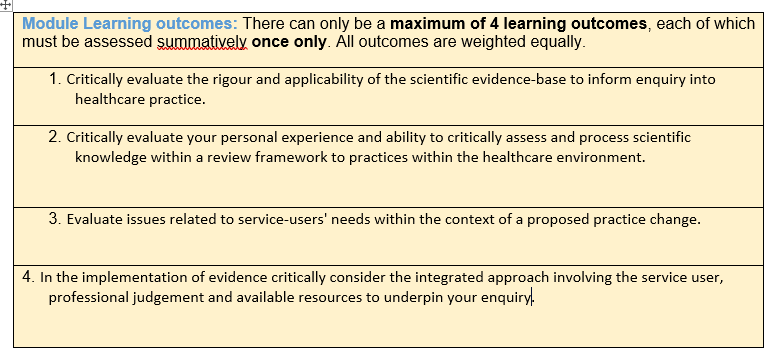 Module Learning outcomes: There can only be a maximum of 4 learning outcomes, each of which
must be assessed summatively once only. All outcomes are weighted equally.
1. Critically evaluate the rigour and applicability of the scientific evidence-base to inform enquiry into
healthcare practice.
2. Critically evaluate your personal experience and ability to critically assess and process scientific
knowledge within a review framework to practices within the healthcare environment.
3. Evaluate issues related to service-users' needs within the context of a proposed practice change.
4. In the implementation of evidence critically consider the integrated approach involving the service user,
professional judgement and available resources to underpin your enquiry.